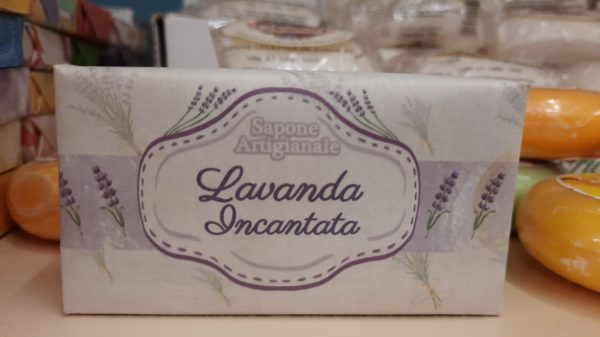 Sapone
Artigianale
Lavanda
Incantata